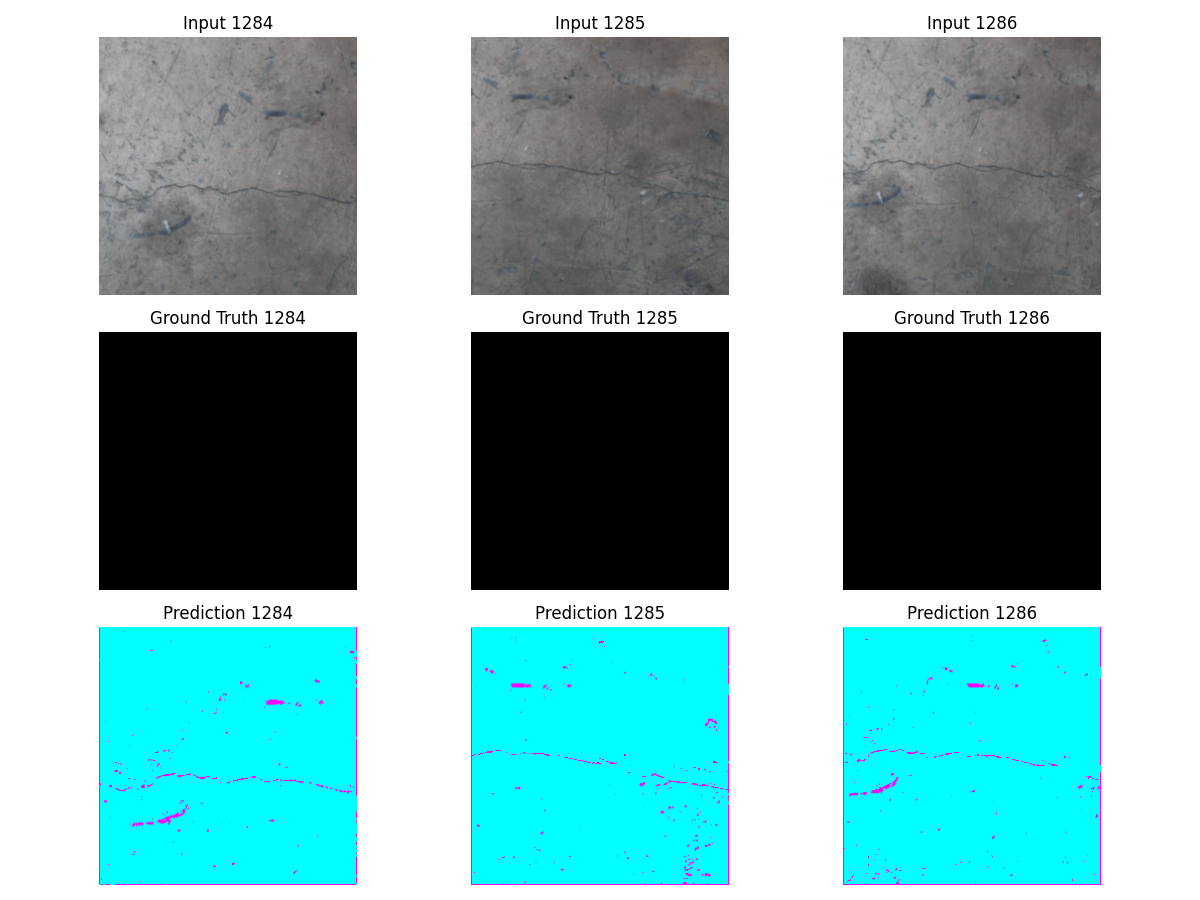 Input 1284
Input 1285
Input 1286
Ground Truth 1284
Ground Truth 1285
Ground Truth 1286
Prediction 1284
Prediction 1285
Prediction 1286